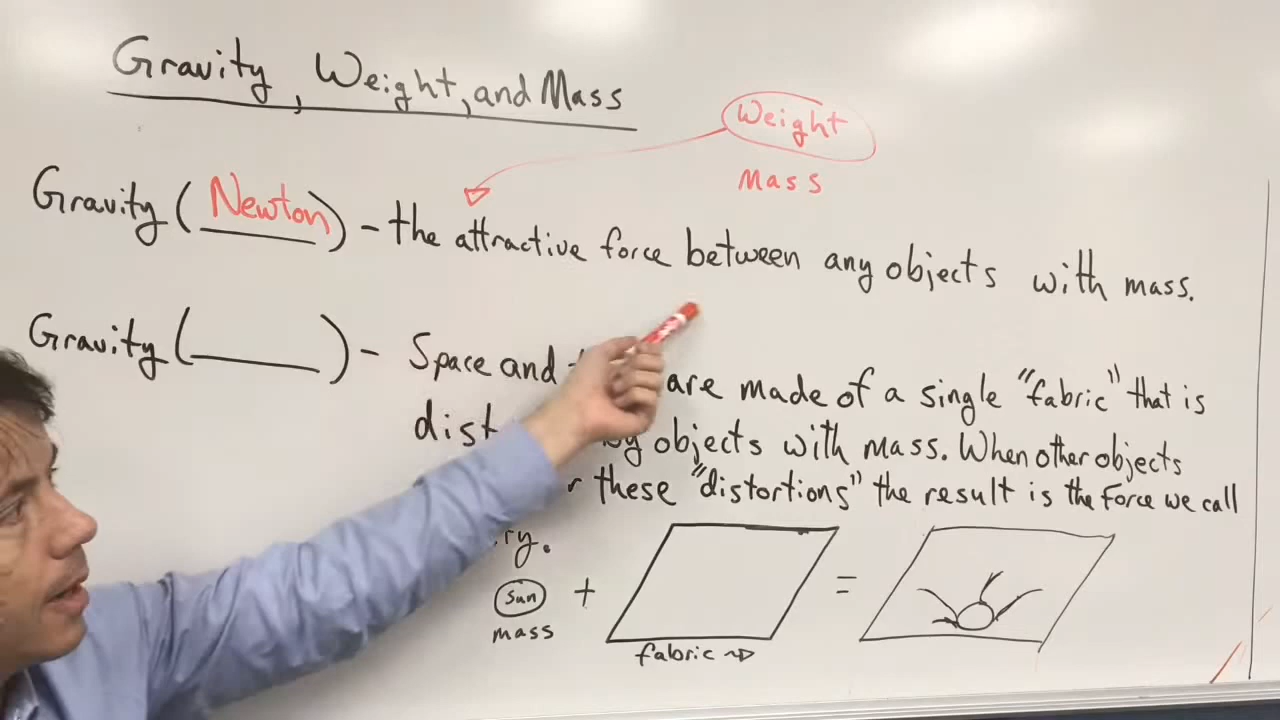 Gravity, Weight, and Mass
Weight
Mass
Gravity (Newton) - the attractive force between any objects with mass.
Gravity (____) - Space and are made of a single "fabric" that is
by objects with mass. When other objects
these "distortions" the result is the Force we call
Sun + =
mass
fabric